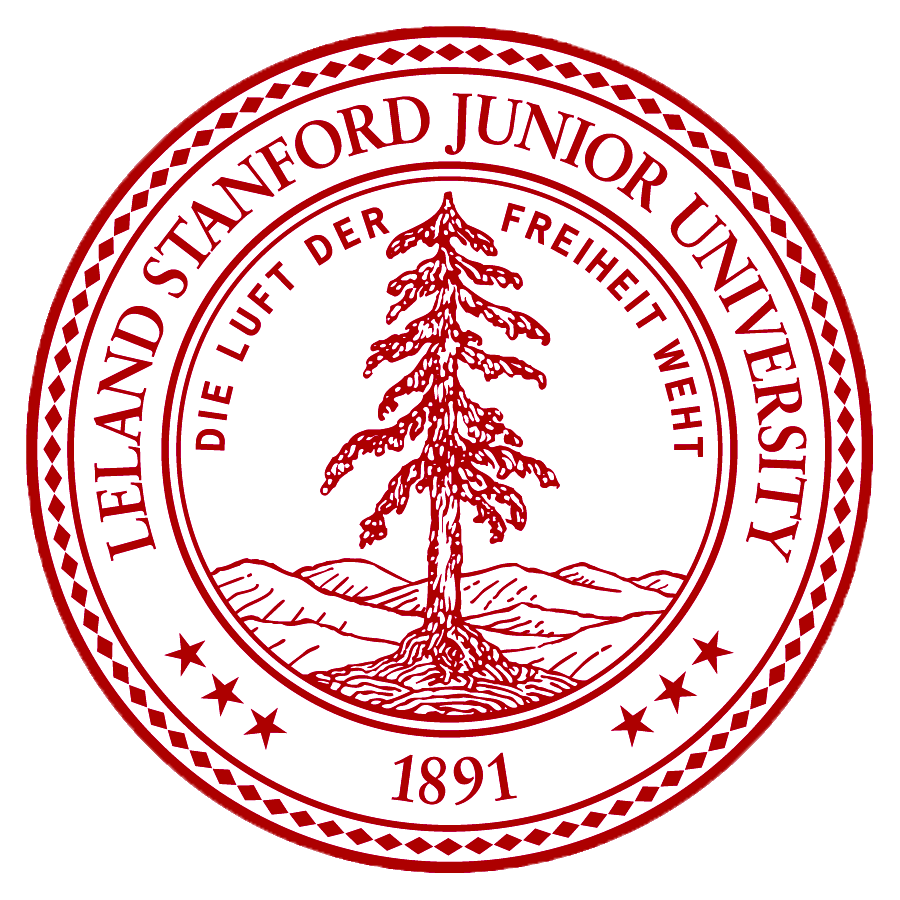 LELAND STANFORD JUNIOR UNIVERSITY
DIE LUFT DER FREIHEIT WEHT
1891